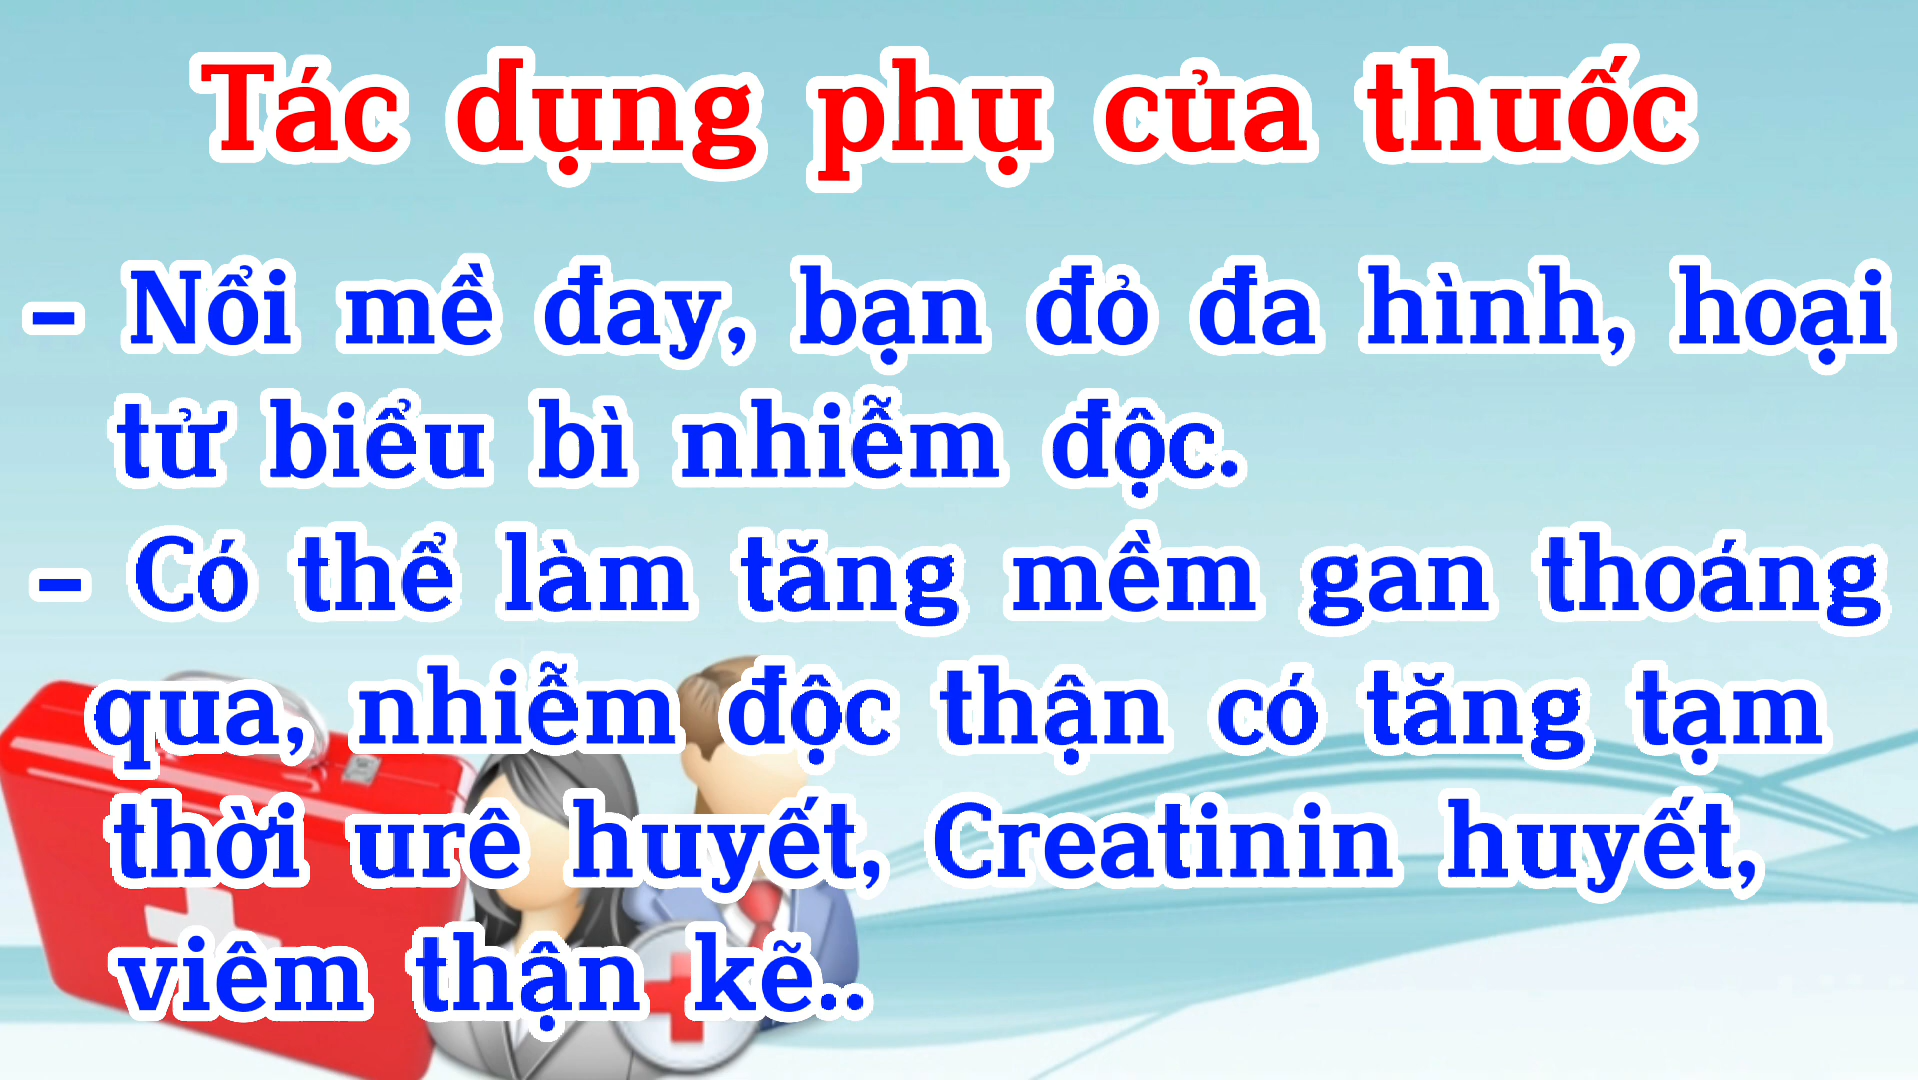 Tác dụng phụ của thuốc
- Nổi mề đay, bạn đỏ đa hình, hoại
tử biểu bì nhiễm độc.
- Có thể làm tăng mềm gan thoáng
qua, nhiễm độc thận có tăng tạm
thời urê huyết, Creatinin huyết,
viêm thận kẽ..